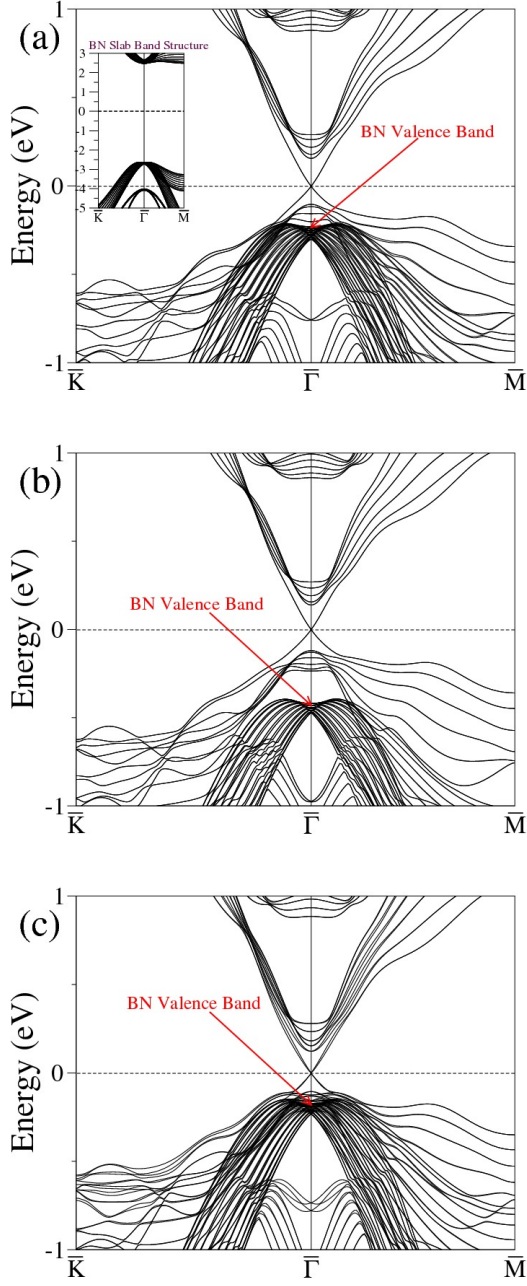 (a)
BN Slab Band Structure
3
2
1
0
-1
-2
-3
-4
-5
K̅ Γ̅ M̅
BN Valence Band
Energy (eV)
1
0
-1
K̅ Γ̅ M̅
(b)
BN Valence Band
Energy (eV)
1
0
-1
K̅ Γ̅ M̅
(c)
BN Valence Band
Energy (eV)
1
0
-1
K̅ Γ̅ M̅